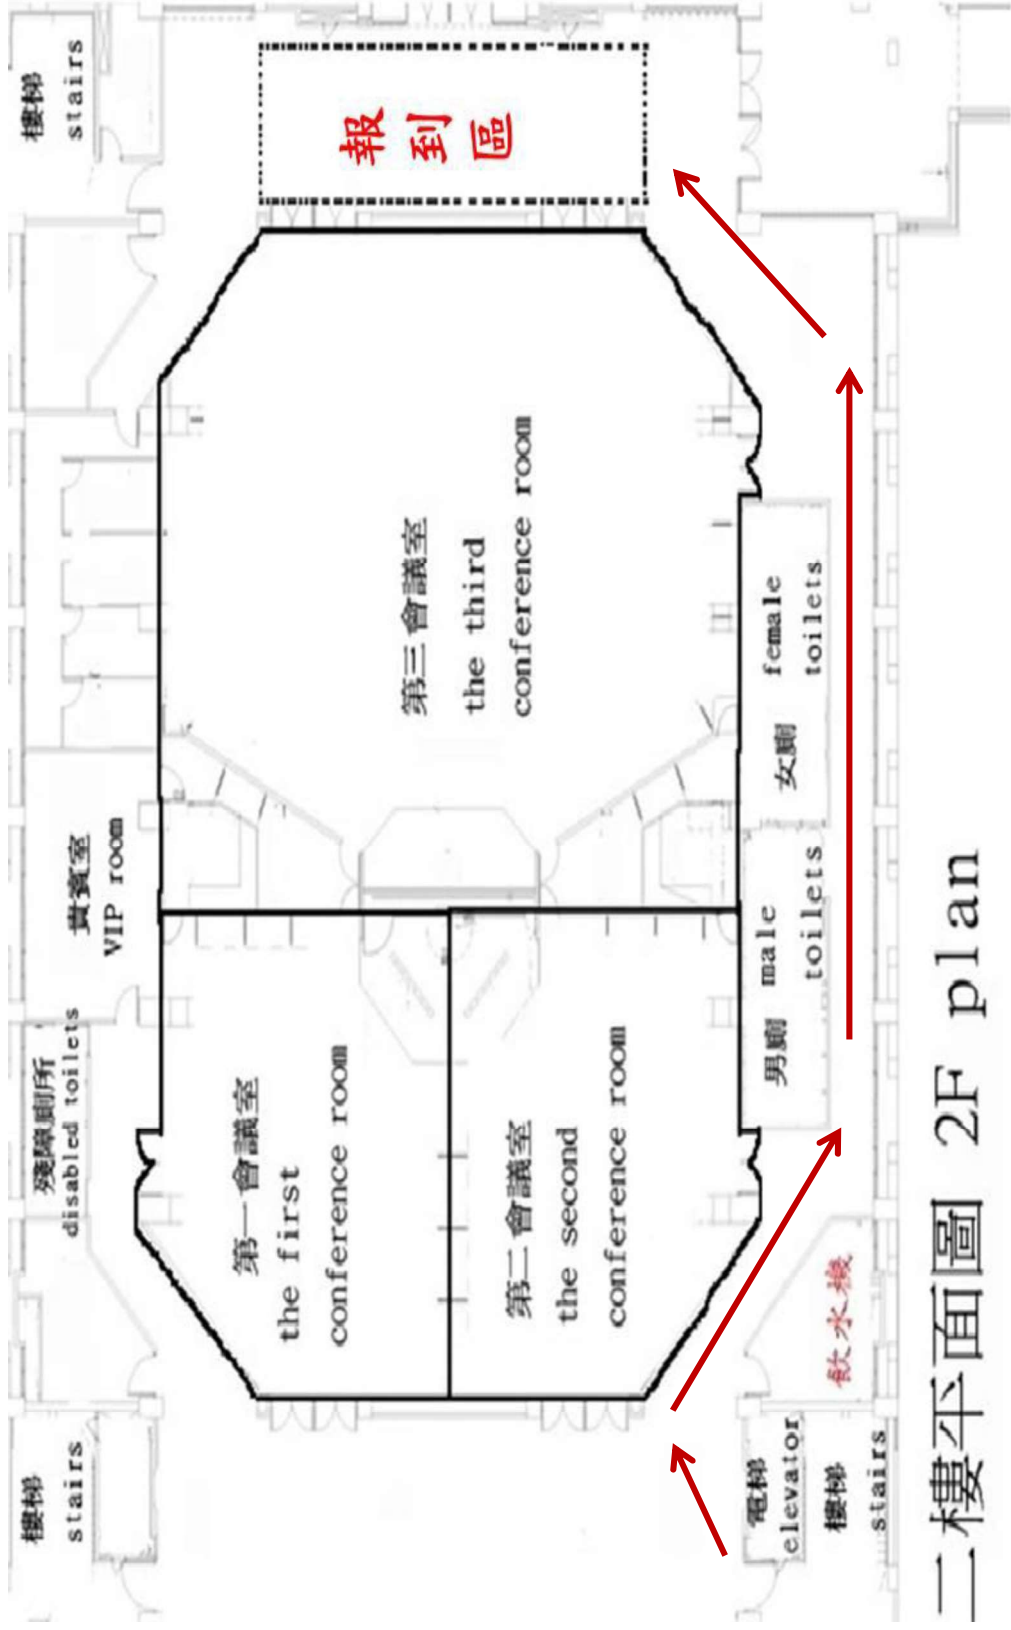 樓梯
stairs
報到區
第三會議室
the third
conference room
女廁 female
toilets
貴賓室
VIP room
男廁 male
toilets
殘障廁所
disabled toilets
第一會議室
the first
conference room
第二會議室
the second
conference room
飲水機
樓梯
stairs
電梯
elevator
樓梯
stairs
二樓平面圖 2F plan